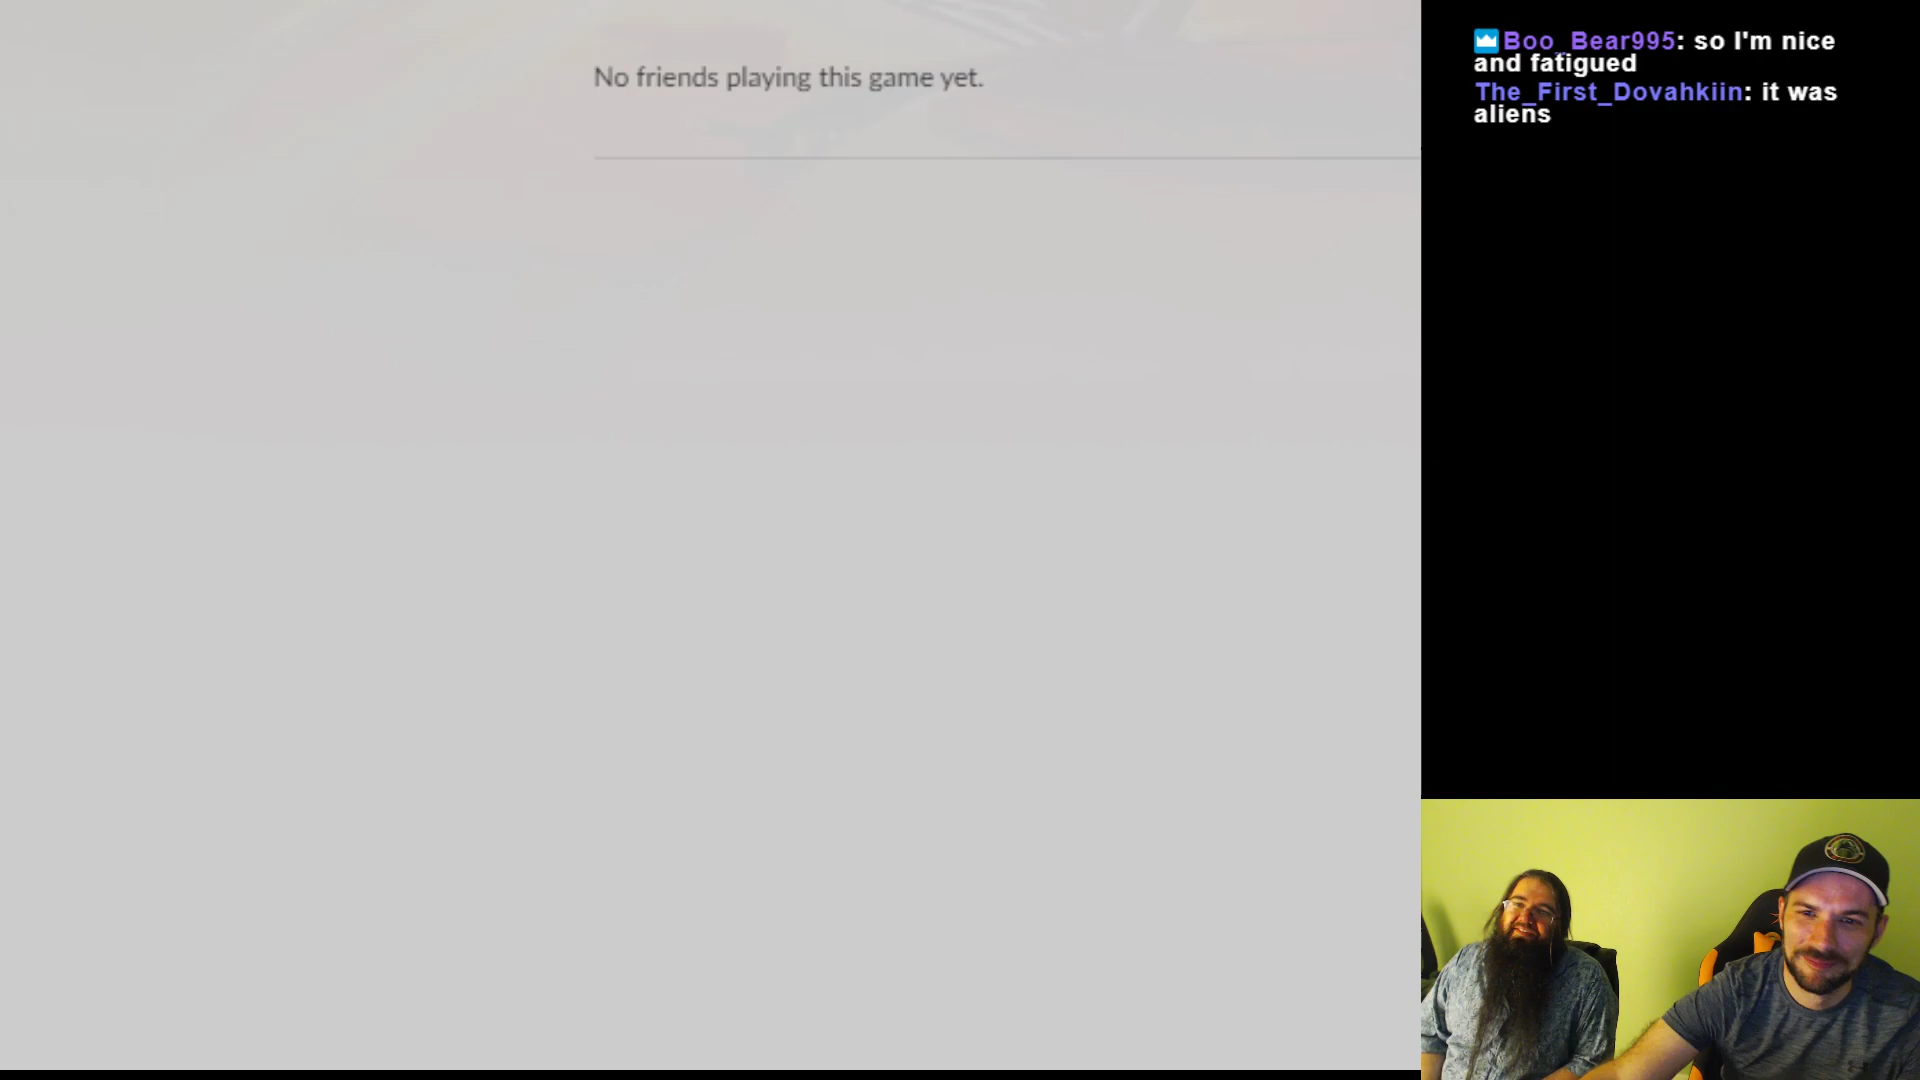 No friends playing this game yet.
Boo_Bear995: so I'm nice
and fatigued
The_First_Dovahkiin: it was
aliens